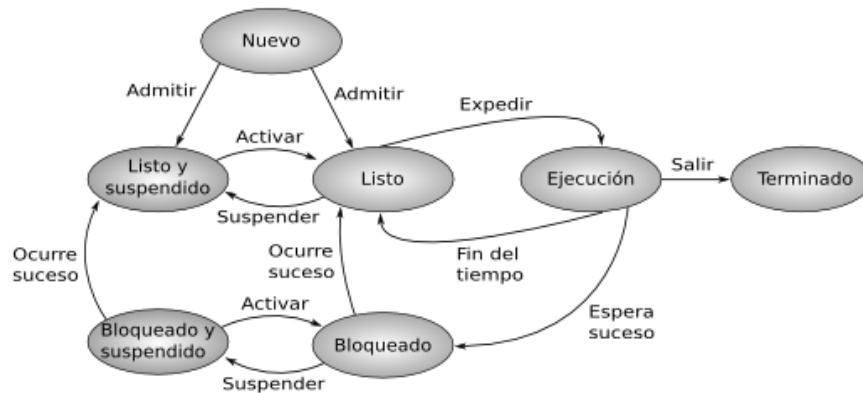 Nuevo
Admitir
Admitir
Expedir
Activar
Listo y
suspendido
Listo
Ejecución
Salir
Terminado
Suspender
Ocurre
suceso
Ocurre
suceso
Fin del
tiempo
Activar
Espera
suceso
Bloqueado y
suspendido
Bloqueado
Suspender